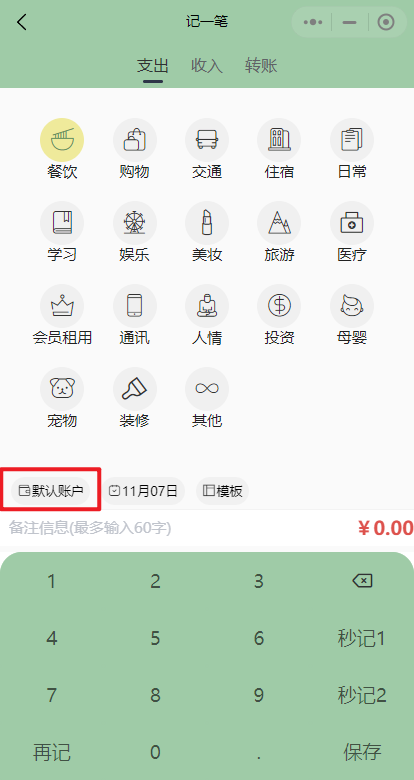 记一笔
支出 收入 转账
餐饮 购物 交通 住宿 日常
学习 娱乐 美妆 旅游 医疗
会员租用 通讯 人情 投资 母婴
宠物 装修 其他
默认账户 11月07日 模板
备注信息(最多输入60字) ¥0.00
1 2 3
4 5 6 秒记1
7 8 9 秒记2
再记 0 . 保存